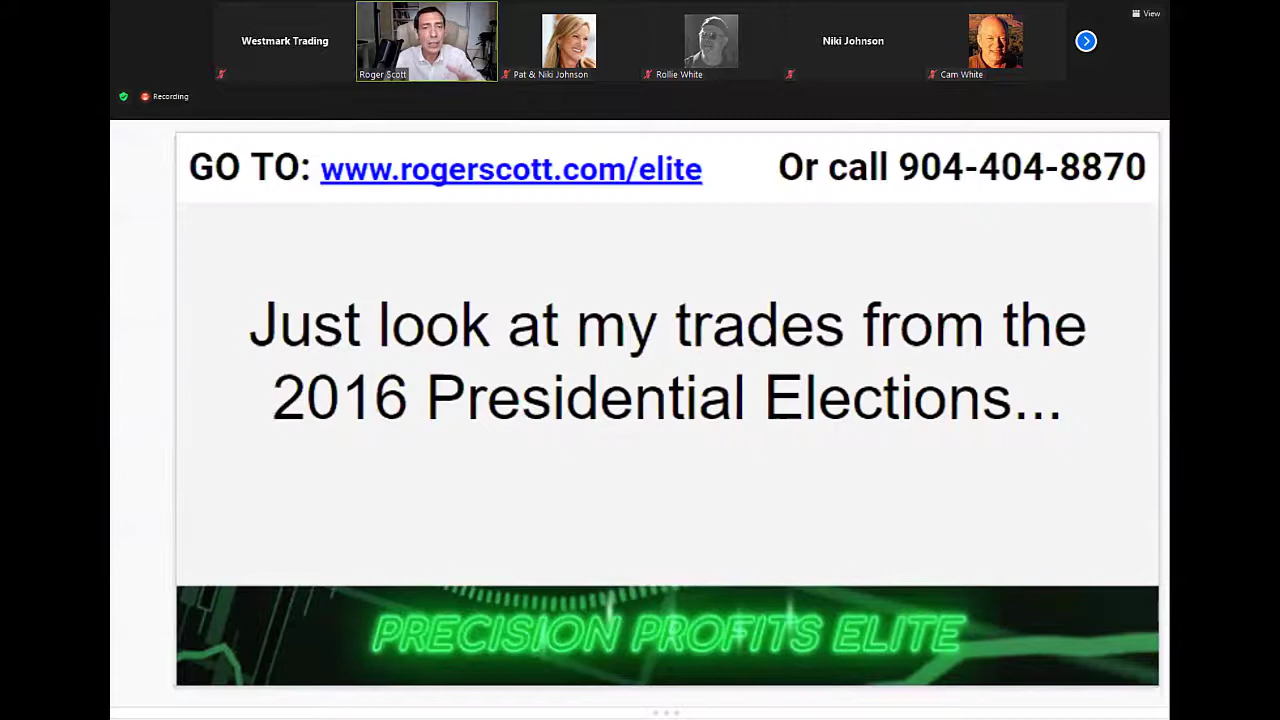 View
Westmark Trading
Niki Johnson
Roger Scott
Pat & Niki Johnson
Rollie White
Cam White
Recording
GO TO: www.rogerscott.com/elite Or call 904-404-8870
Just look at my trades from the
2016 Presidential Elections...
PRECISION PROFITS ELITE